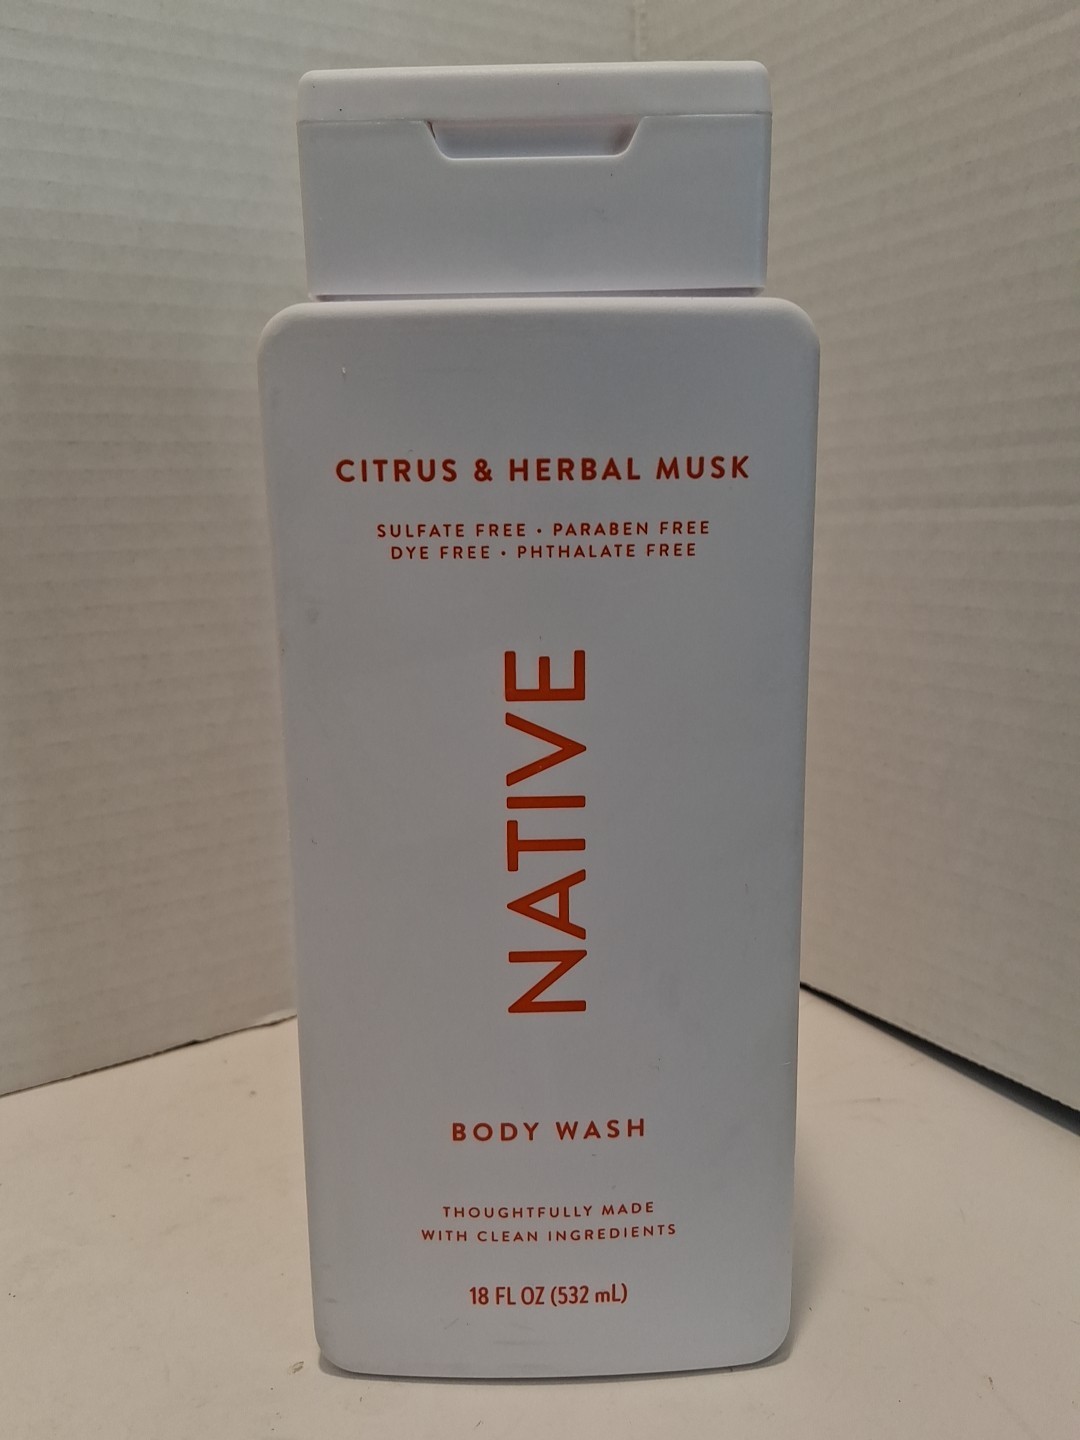 CITRUS & HERBAL MUSK
SULFATE FREE • PARABEN FREE
DYE FREE • PHTHALATE FREE
NATIVE
BODY WASH
THOUGHTFULLY MADE
WITH CLEAN INGREDIENTS
18 FL OZ (532 mL)